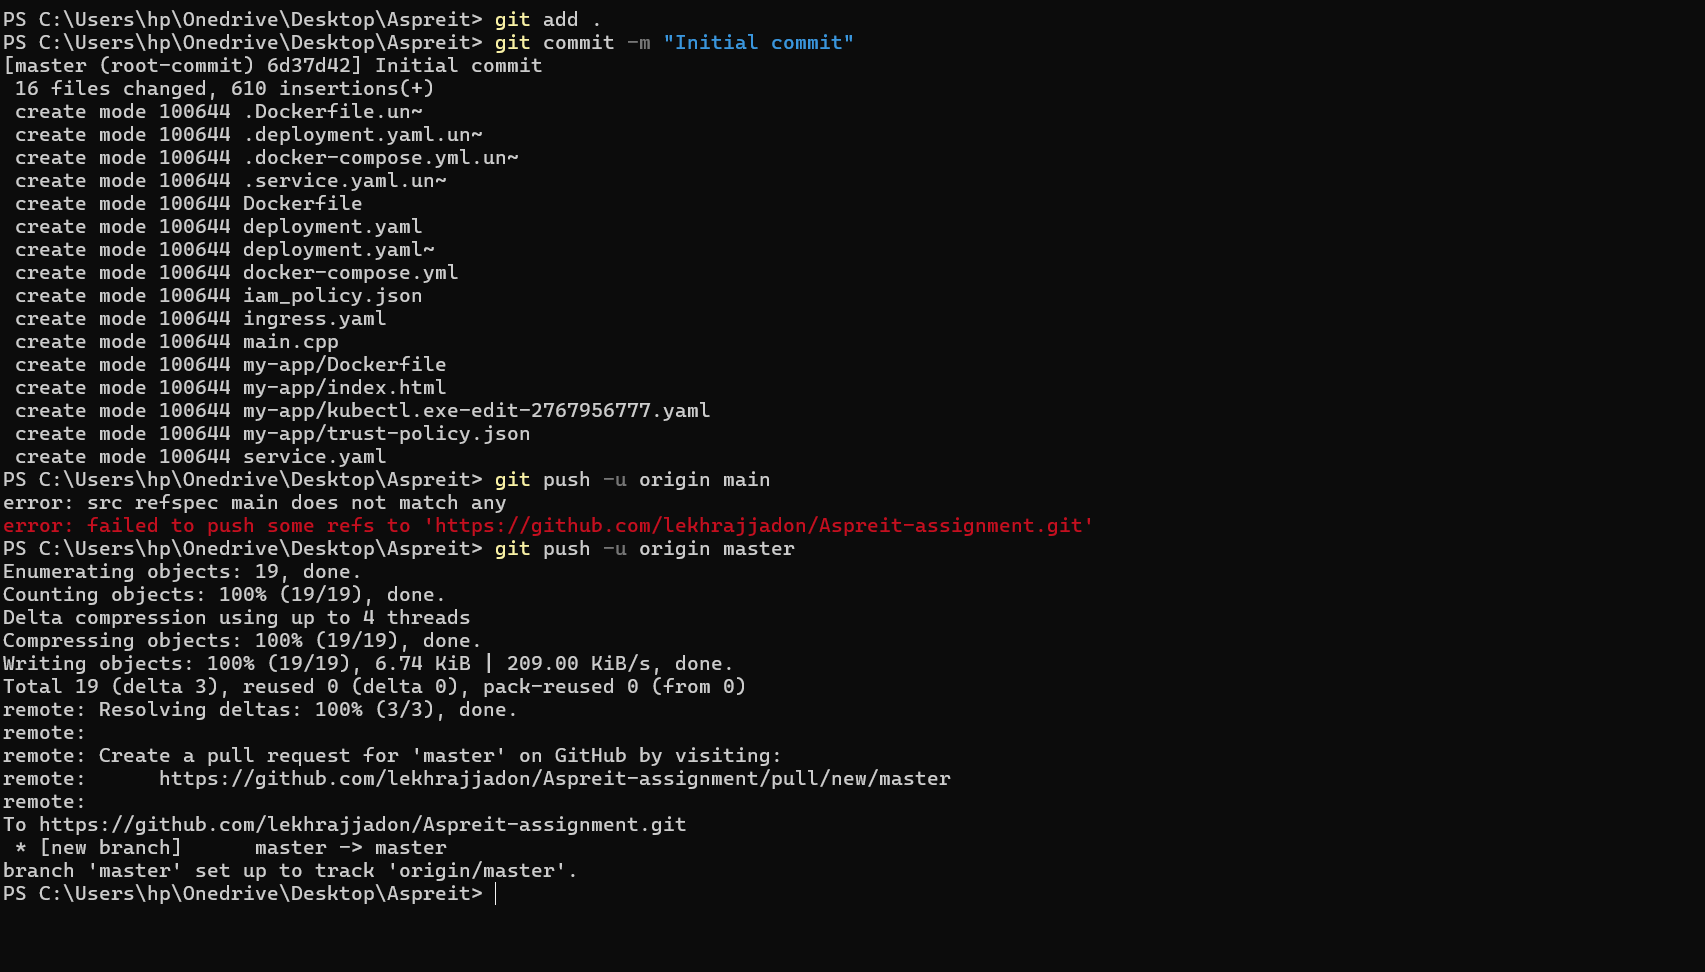 PS C:\Users\hp\Onedrive\Desktop\Aspreit> git add .
PS C:\Users\hp\Onedrive\Desktop\Aspreit> git commit -m "Initial commit"
[master (root-commit) 6d37d42] Initial commit
 16 files changed, 610 insertions(+)
 create mode 100644 .Dockerfile.un~
 create mode 100644 .deployment.yaml.un~
 create mode 100644 .docker-compose.yml.un~
 create mode 100644 .service.yaml.un~
 create mode 100644 Dockerfile
 create mode 100644 deployment.yaml
 create mode 100644 deployment.yaml~
 create mode 100644 docker-compose.yml
 create mode 100644 iam_policy.json
 create mode 100644 ingress.yaml
 create mode 100644 main.cpp
 create mode 100644 my-app/Dockerfile
 create mode 100644 my-app/index.html
 create mode 100644 my-app/kubectl.exe-edit-2767956777.yaml
 create mode 100644 my-app/trust-policy.json
 create mode 100644 service.yaml
PS C:\Users\hp\Onedrive\Desktop\Aspreit> git push -u origin main
error: src refspec main does not match any
error: failed to push some refs to 'https://github.com/lekhrajjadon/Aspreit-assignment.git'
PS C:\Users\hp\Onedrive\Desktop\Aspreit> git push -u origin master
Enumerating objects: 19, done.
Counting objects: 100% (19/19), done.
Delta compression using up to 4 threads
Compressing objects: 100% (19/19), done.
Writing objects: 100% (19/19), 6.74 KiB | 209.00 KiB/s, done.
Total 19 (delta 3), reused 0 (delta 0), pack-reused 0 (from 0)
remote: Resolving deltas: 100% (3/3), done.
remote:
remote: Create a pull request for 'master' on GitHub by visiting:
remote:      https://github.com/lekhrajjadon/Aspreit-assignment/pull/new/master
remote:
To https://github.com/lekhrajjadon/Aspreit-assignment.git
 * [new branch]      master -> master
branch 'master' set up to track 'origin/master'.
PS C:\Users\hp\Onedrive\Desktop\Aspreit>